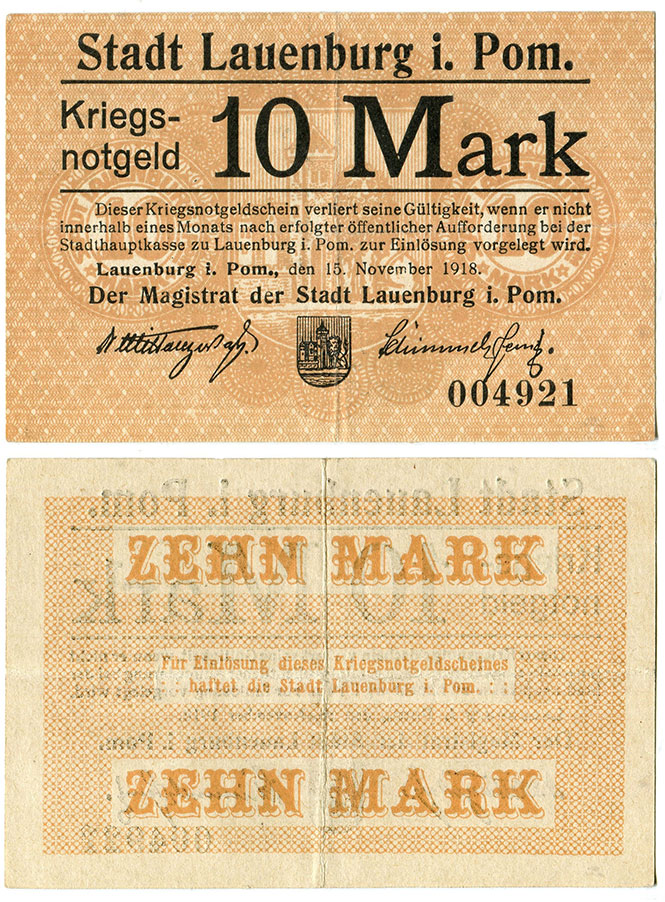 Stadt Lauenburg i. Pom.
Kriegs-
notgeld
10 Mark
Dieser Kriegsnotgeldschein verliert seine Gültigkeit, wenn er nicht
innerhalb eines Monats nach erfolgter öffentlicher Aufforderung bei der
Stadthauptkasse zu Lauenburg i. Pom. zur Einlösung vorgelegt wird.
Lauenburg i. Pom., den 15. November 1918.
Der Magistrat der Stadt Lauenburg i. Pom.
004921
ZEHN MARK
Für Einlösung dieses Kriegsnotgeldscheines
: haftet die Stadt Lauenburg i. Pom. : :
ZEHN MARK